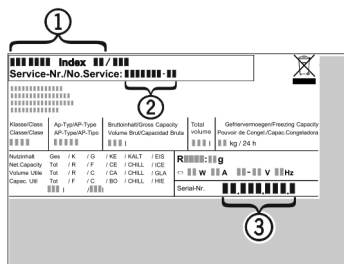 1
Index /
Service-Nr./No.Service: -
2
Klasse/Class Ap-Typ/AP-Type Bruttoinhalt/Gross Capacity Total Gefriervermoegen/Freezing Capacity
Classe/Clase AP-Type/AP-Tipo Volume Brut/Capacidad Bruta volume Pouvoir de Congel./Capac.Congeladora
l l kg / 24 h
Nutzinhalt Ges / K / G / KE / KALT / EIS
Net Capacity Tot / R / F / CE / CHILL / ICE
Volume Utile Tot / R / C / CA / CHILL / GLA
Capac. Util Tot / F / C / BO / CHILL / HIE
l / l
R : g
W A - V Hz
Serial-Nr. . . .
3